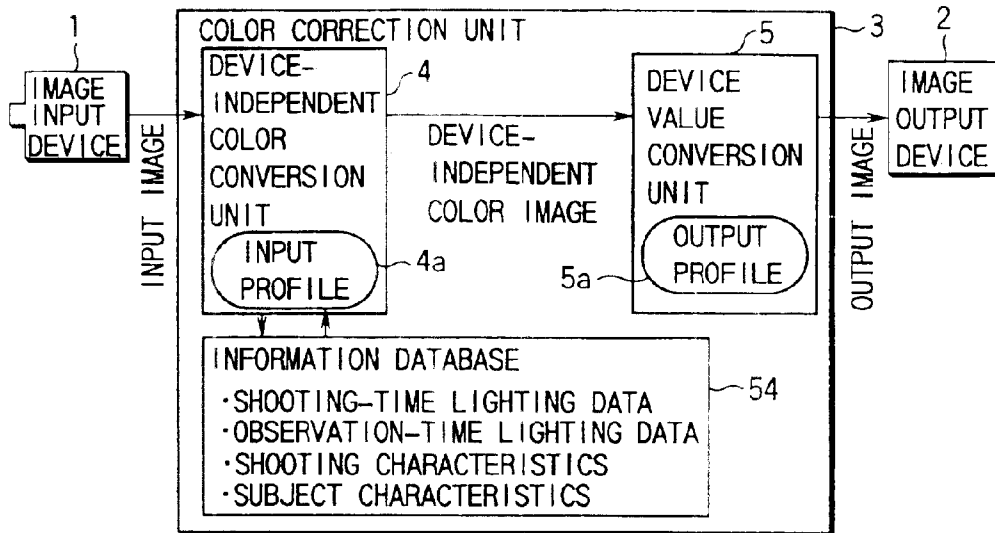 1
IMAGE
INPUT
DEVICE
INPUT IMAGE
COLOR CORRECTION UNIT
3
DEVICE-
INDEPENDENT
COLOR
CONVERSION
UNIT
4
INPUT
PROFILE
4a
DEVICE-
INDEPENDENT
COLOR IMAGE
5
DEVICE
VALUE
CONVERSION
UNIT
OUTPUT
PROFILE
5a
OUTPUT IMAGE
2
IMAGE
OUTPUT
DEVICE
INFORMATION DATABASE
·SHOOTING-TIME LIGHTING DATA
·OBSERVATION-TIME LIGHTING DATA
·SHOOTING CHARACTERISTICS
·SUBJECT CHARACTERISTICS
54